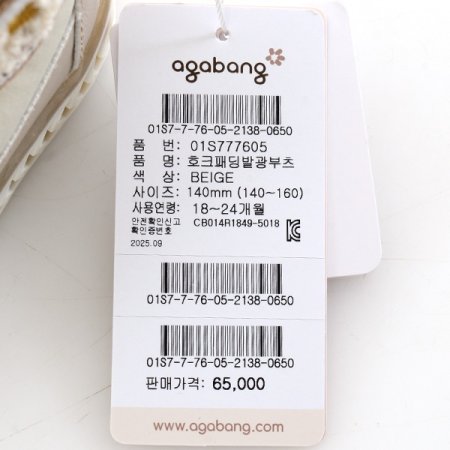 agabang
01S7-7-76-05-2138-0650
품 번: 01S777605
품 명: 호크패딩발광부츠
색 상: BEIGE
사이즈: 140mm (140~160)
사용연령: 18~24개월
안전확인신고 확인증번호 CB014R1849-5018
2025.09
01S7-7-76-05-2138-0650
01S7-7-76-05-2138-0650
판매가격: 65,000
www.agabang.com